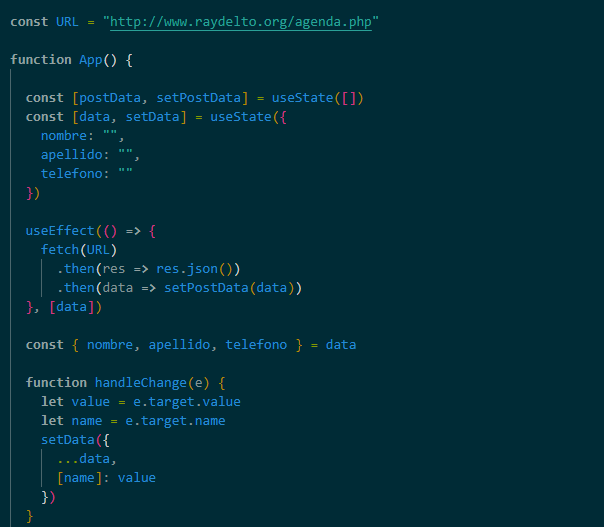 const URL = "http://www.raydelto.org/agenda.php"
function App() {
const [postData, setPostData] = useState([])
const [data, setData] = useState({
nombre: "",
apellido: "",
telefono: ""
})
useEffect(() => {
fetch(URL)
.then(res => res.json())
.then(data => setPostData(data))
}, [data])
const { nombre, apellido, telefono } = data
function handleChange(e) {
let value = e.target.value
let name = e.target.name
setData({
...data,
[name]: value
})
}